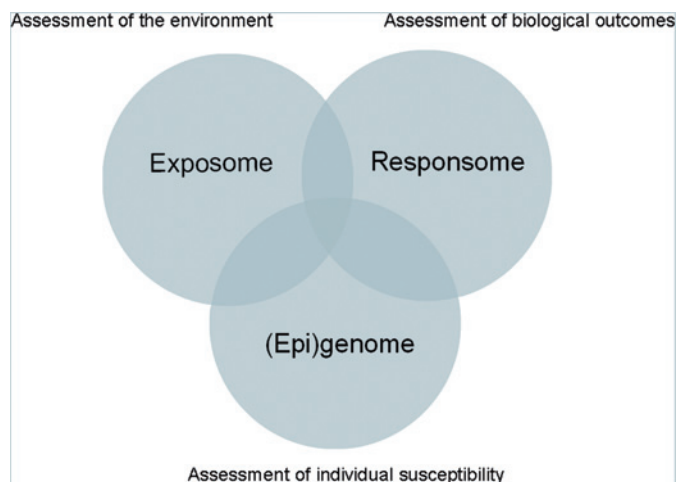 Assessment of the environment
Assessment of biological outcomes
Exposome
Responsome
(Epi)genome
Assessment of individual susceptibility